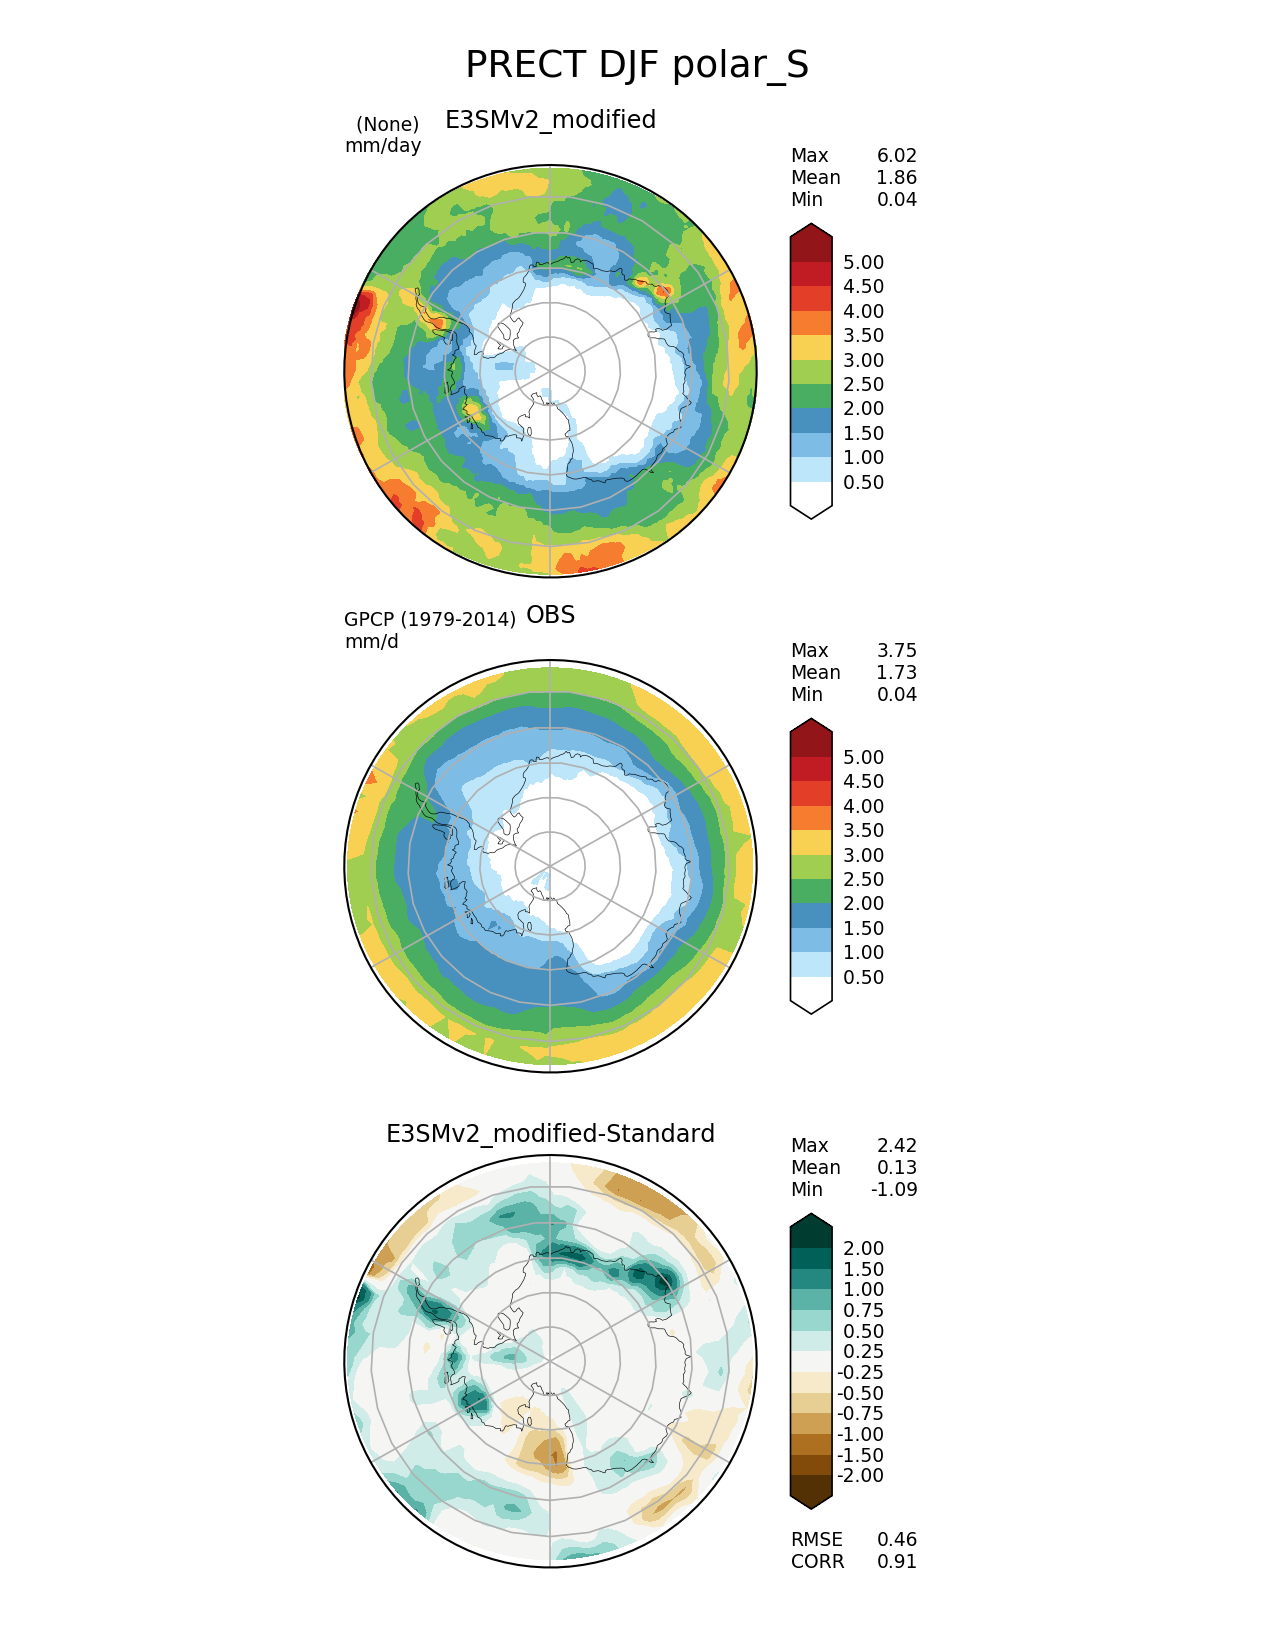 PRECT DJF polar_S
(None)
E3SMv2_modified
mm/day
Max 6.02
Mean 1.86
Min 0.04
5.00
4.50
4.00
3.50
3.00
2.50
2.00
1.50
1.00
0.50
GPCP (1979-2014)
OBS
mm/d
Max 3.75
Mean 1.73
Min 0.04
5.00
4.50
4.00
3.50
3.00
2.50
2.00
1.50
1.00
0.50
E3SMv2_modified-Standard
Max 2.42
Mean 0.13
Min -1.09
2.00
1.50
1.00
0.75
0.50
0.25
-0.25
-0.50
-0.75
-1.00
-1.50
-2.00
RMSE 0.46
CORR 0.91